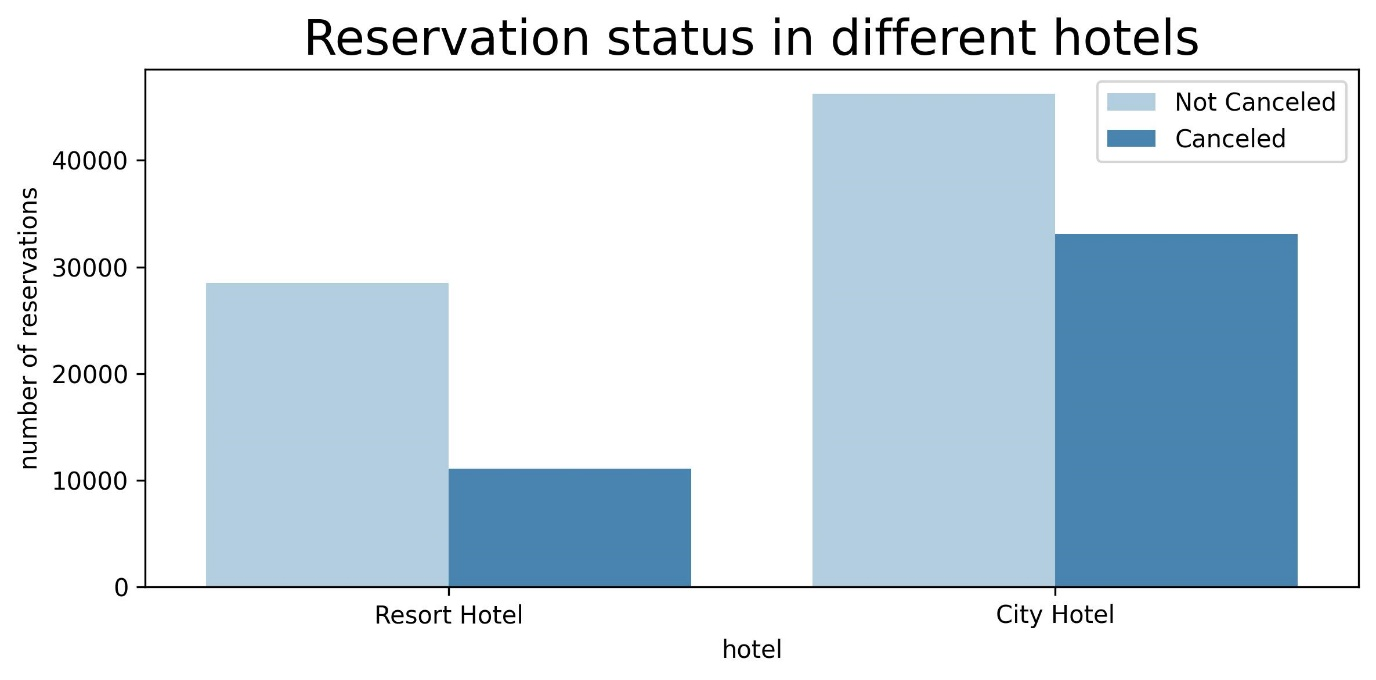 Reservation status in different hotels
Not Canceled
Canceled
number of reservations
40000
30000
20000
10000
0
Resort Hotel
City Hotel
hotel